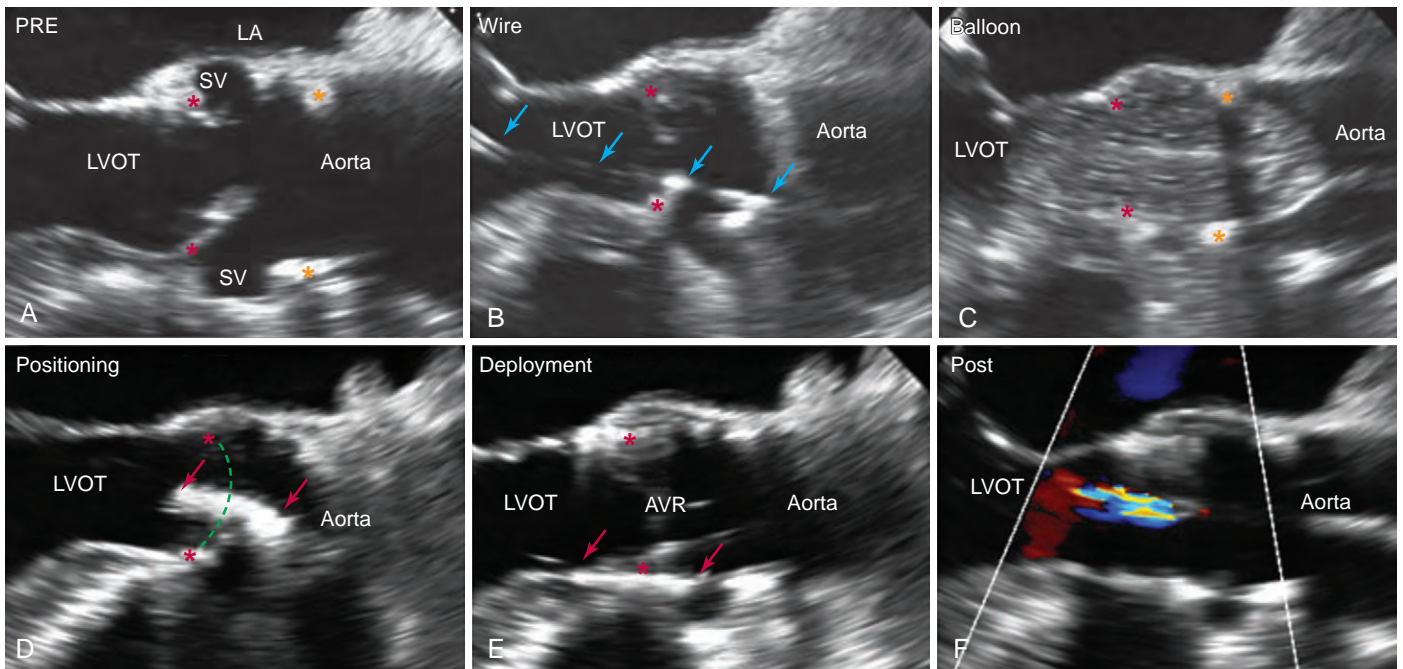 PRE
LA
SV
*
*
LVOT
Aorta
*
SV
*
A
Wire
*
LVOT
Aorta
*
B
Balloon
*
*
LVOT
Aorta
*
*
C
Positioning
*
LVOT
Aorta
*
D
Deployment
*
LVOT
AVR
Aorta
*
E
Post
LVOT
Aorta
F